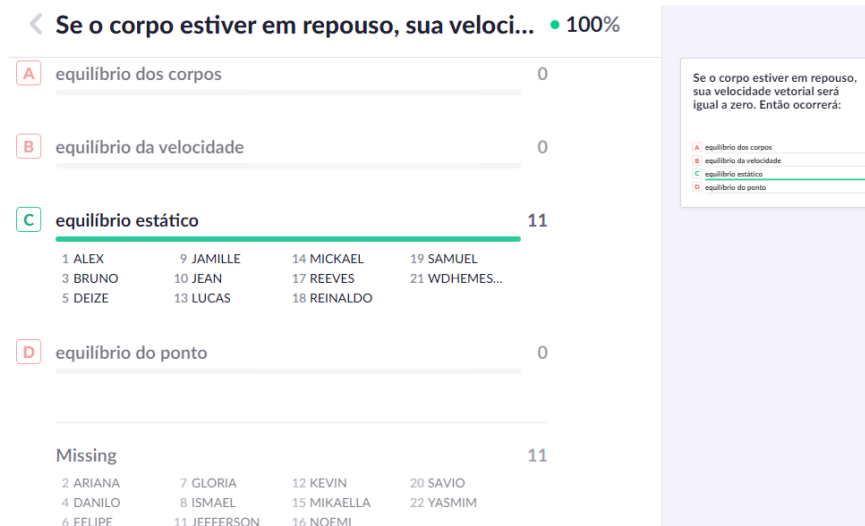 Se o corpo estiver em repouso, sua veloci... 100%
A equilíbrio dos corpos 0
B equilíbrio da velocidade 0
C equilíbrio estático 11
1 ALEX 9 JAMILLE 14 MICKAEL 19 SAMUEL
3 BRUNO 10 JEAN 17 REEVES 21 WDHEMES...
5 DEIZE 13 LUCAS 18 REINALDO
D equilíbrio do ponto 0
Missing 11
2 ARIANA 7 GLORIA 12 KEVIN 20 SAVIO
4 DANILO 8 ISMAEL 15 MIKAELLA 22 YASMIM
6 FELIPE 11 JEFFERSON 16 NOEMI
Se o corpo estiver em repouso,
sua velocidade vetorial será
igual a zero. Então ocorrerá:
A equilíbrio dos corpos
B equilíbrio da velocidade
C equilíbrio estático
D equilíbrio do ponto